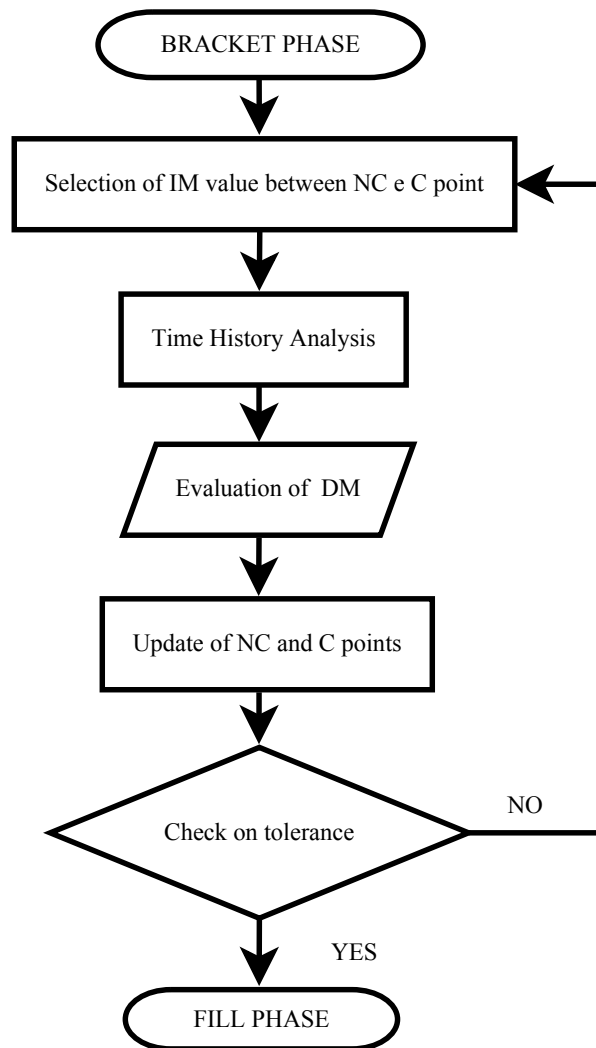 BRACKET PHASE
Selection of IM value between NC e C point
Time History Analysis
Evaluation of DM
Update of NC and C points
Check on tolerance
NO
YES
FILL PHASE